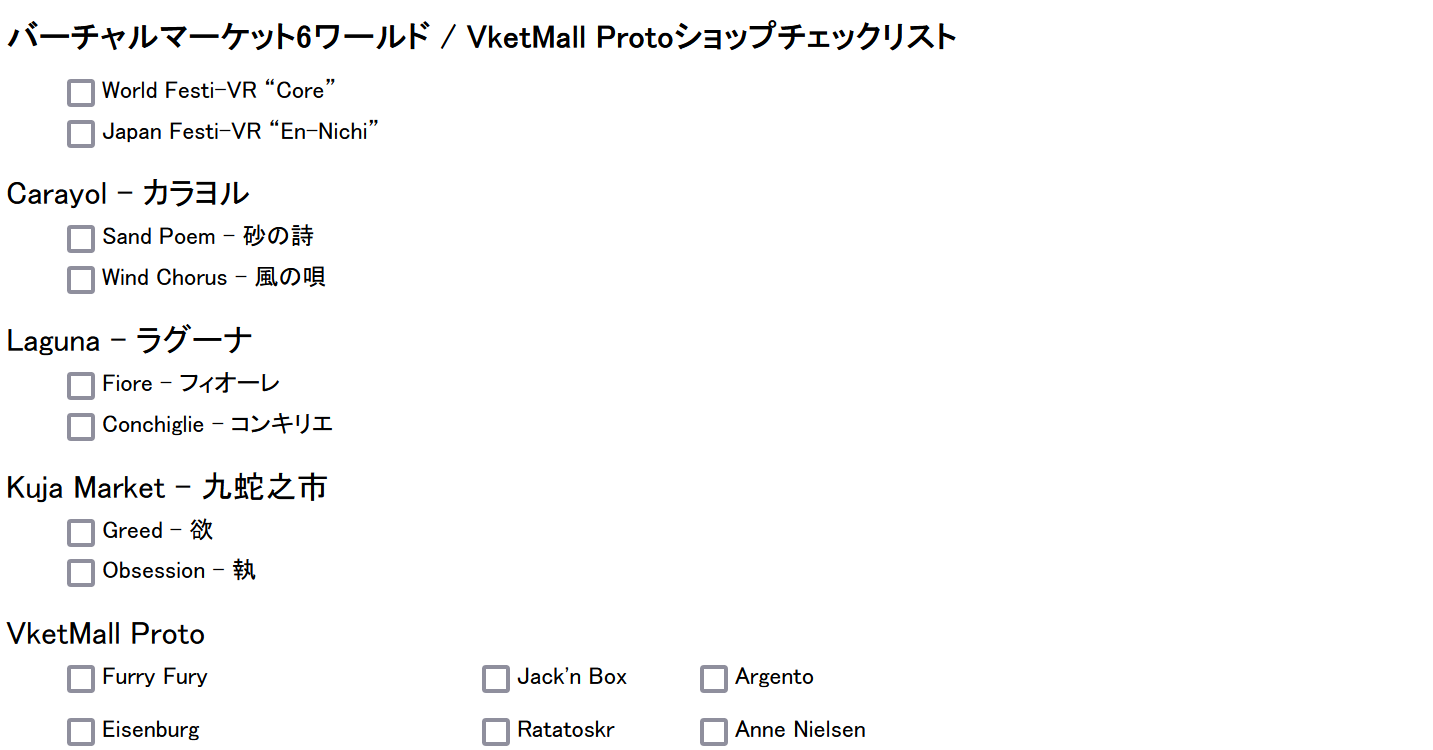 バーチャルマーケット6ワールド / VketMall Protoショップチェックリスト
World Festi-VR “Core”
Japan Festi-VR “En-Nichi”
Carayol - カラヨル
Sand Poem - 砂の詩
Wind Chorus - 風の唄
Laguna - ラグーナ
Fiore - フィオーレ
Conchiglie - コンキリエ
Kuja Market - 九蛇之市
Greed - 欲
Obsession - 執
VketMall Proto
Furry Fury Jack’n Box Argento
Eisenburg Ratatoskr Anne Nielsen